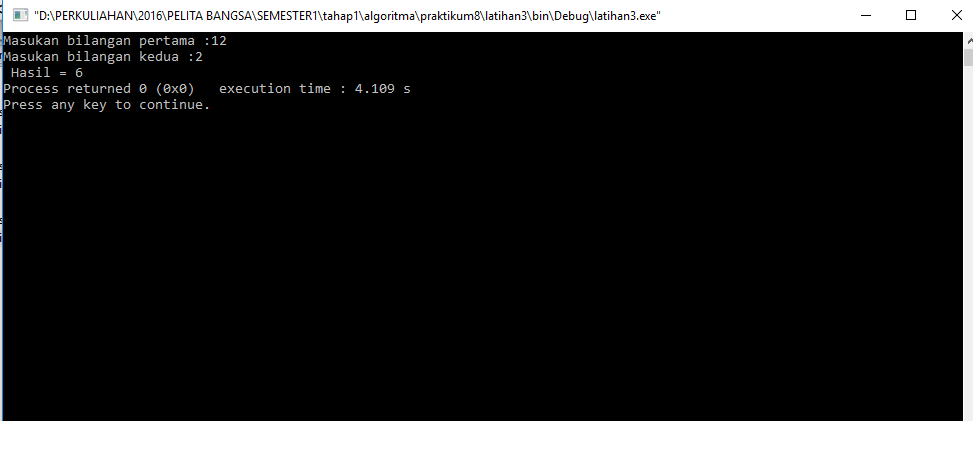 "D:\PERKULIAHAN\2016\PELITA BANGSA\SEMESTER1\tahap1\algoritma\praktikum8\latihan3\bin\Debug\latihan3.exe"
Masukan bilangan pertama :12
Masukan bilangan kedua :2
 Hasil = 6
Process returned 0 (0x0)   execution time : 4.109 s
Press any key to continue.